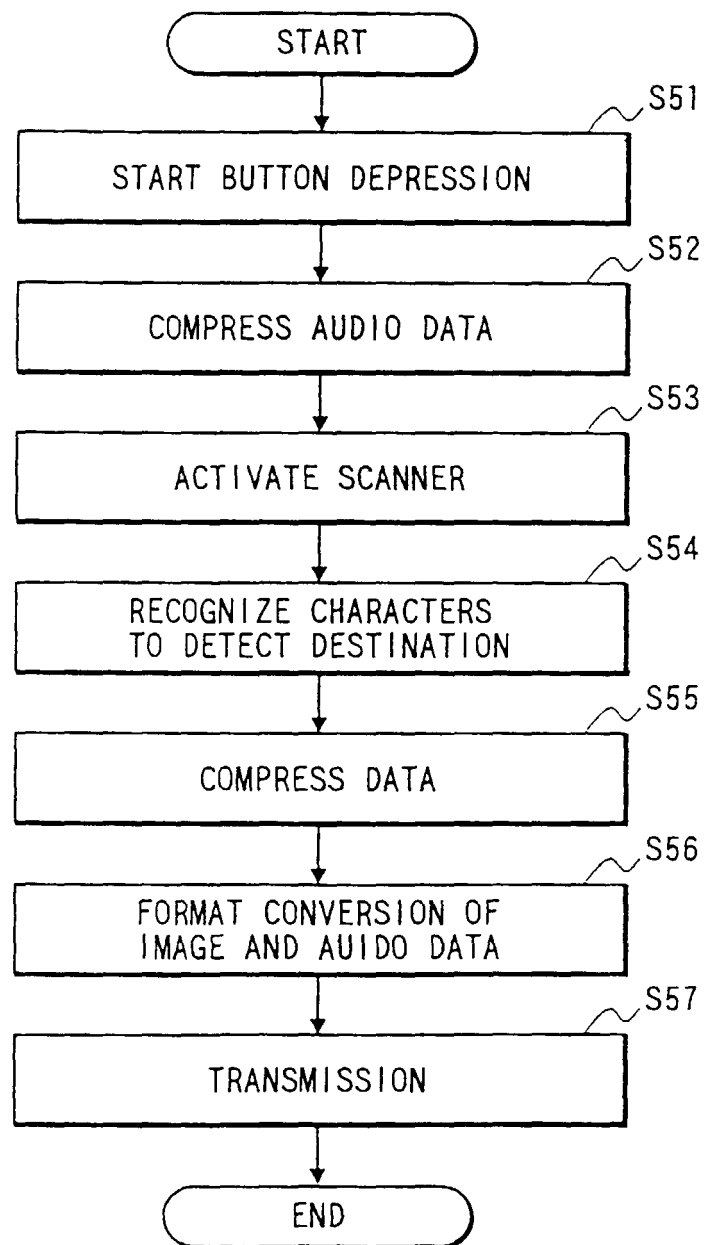 START
S51
START BUTTON DEPRESSION
S52
COMPRESS AUDIO DATA
S53
ACTIVATE SCANNER
S54
RECOGNIZE CHARACTERS
TO DETECT DESTINATION
S55
COMPRESS DATA
S56
FORMAT CONVERSION OF
IMAGE AND AUIDO DATA
S57
TRANSMISSION
END